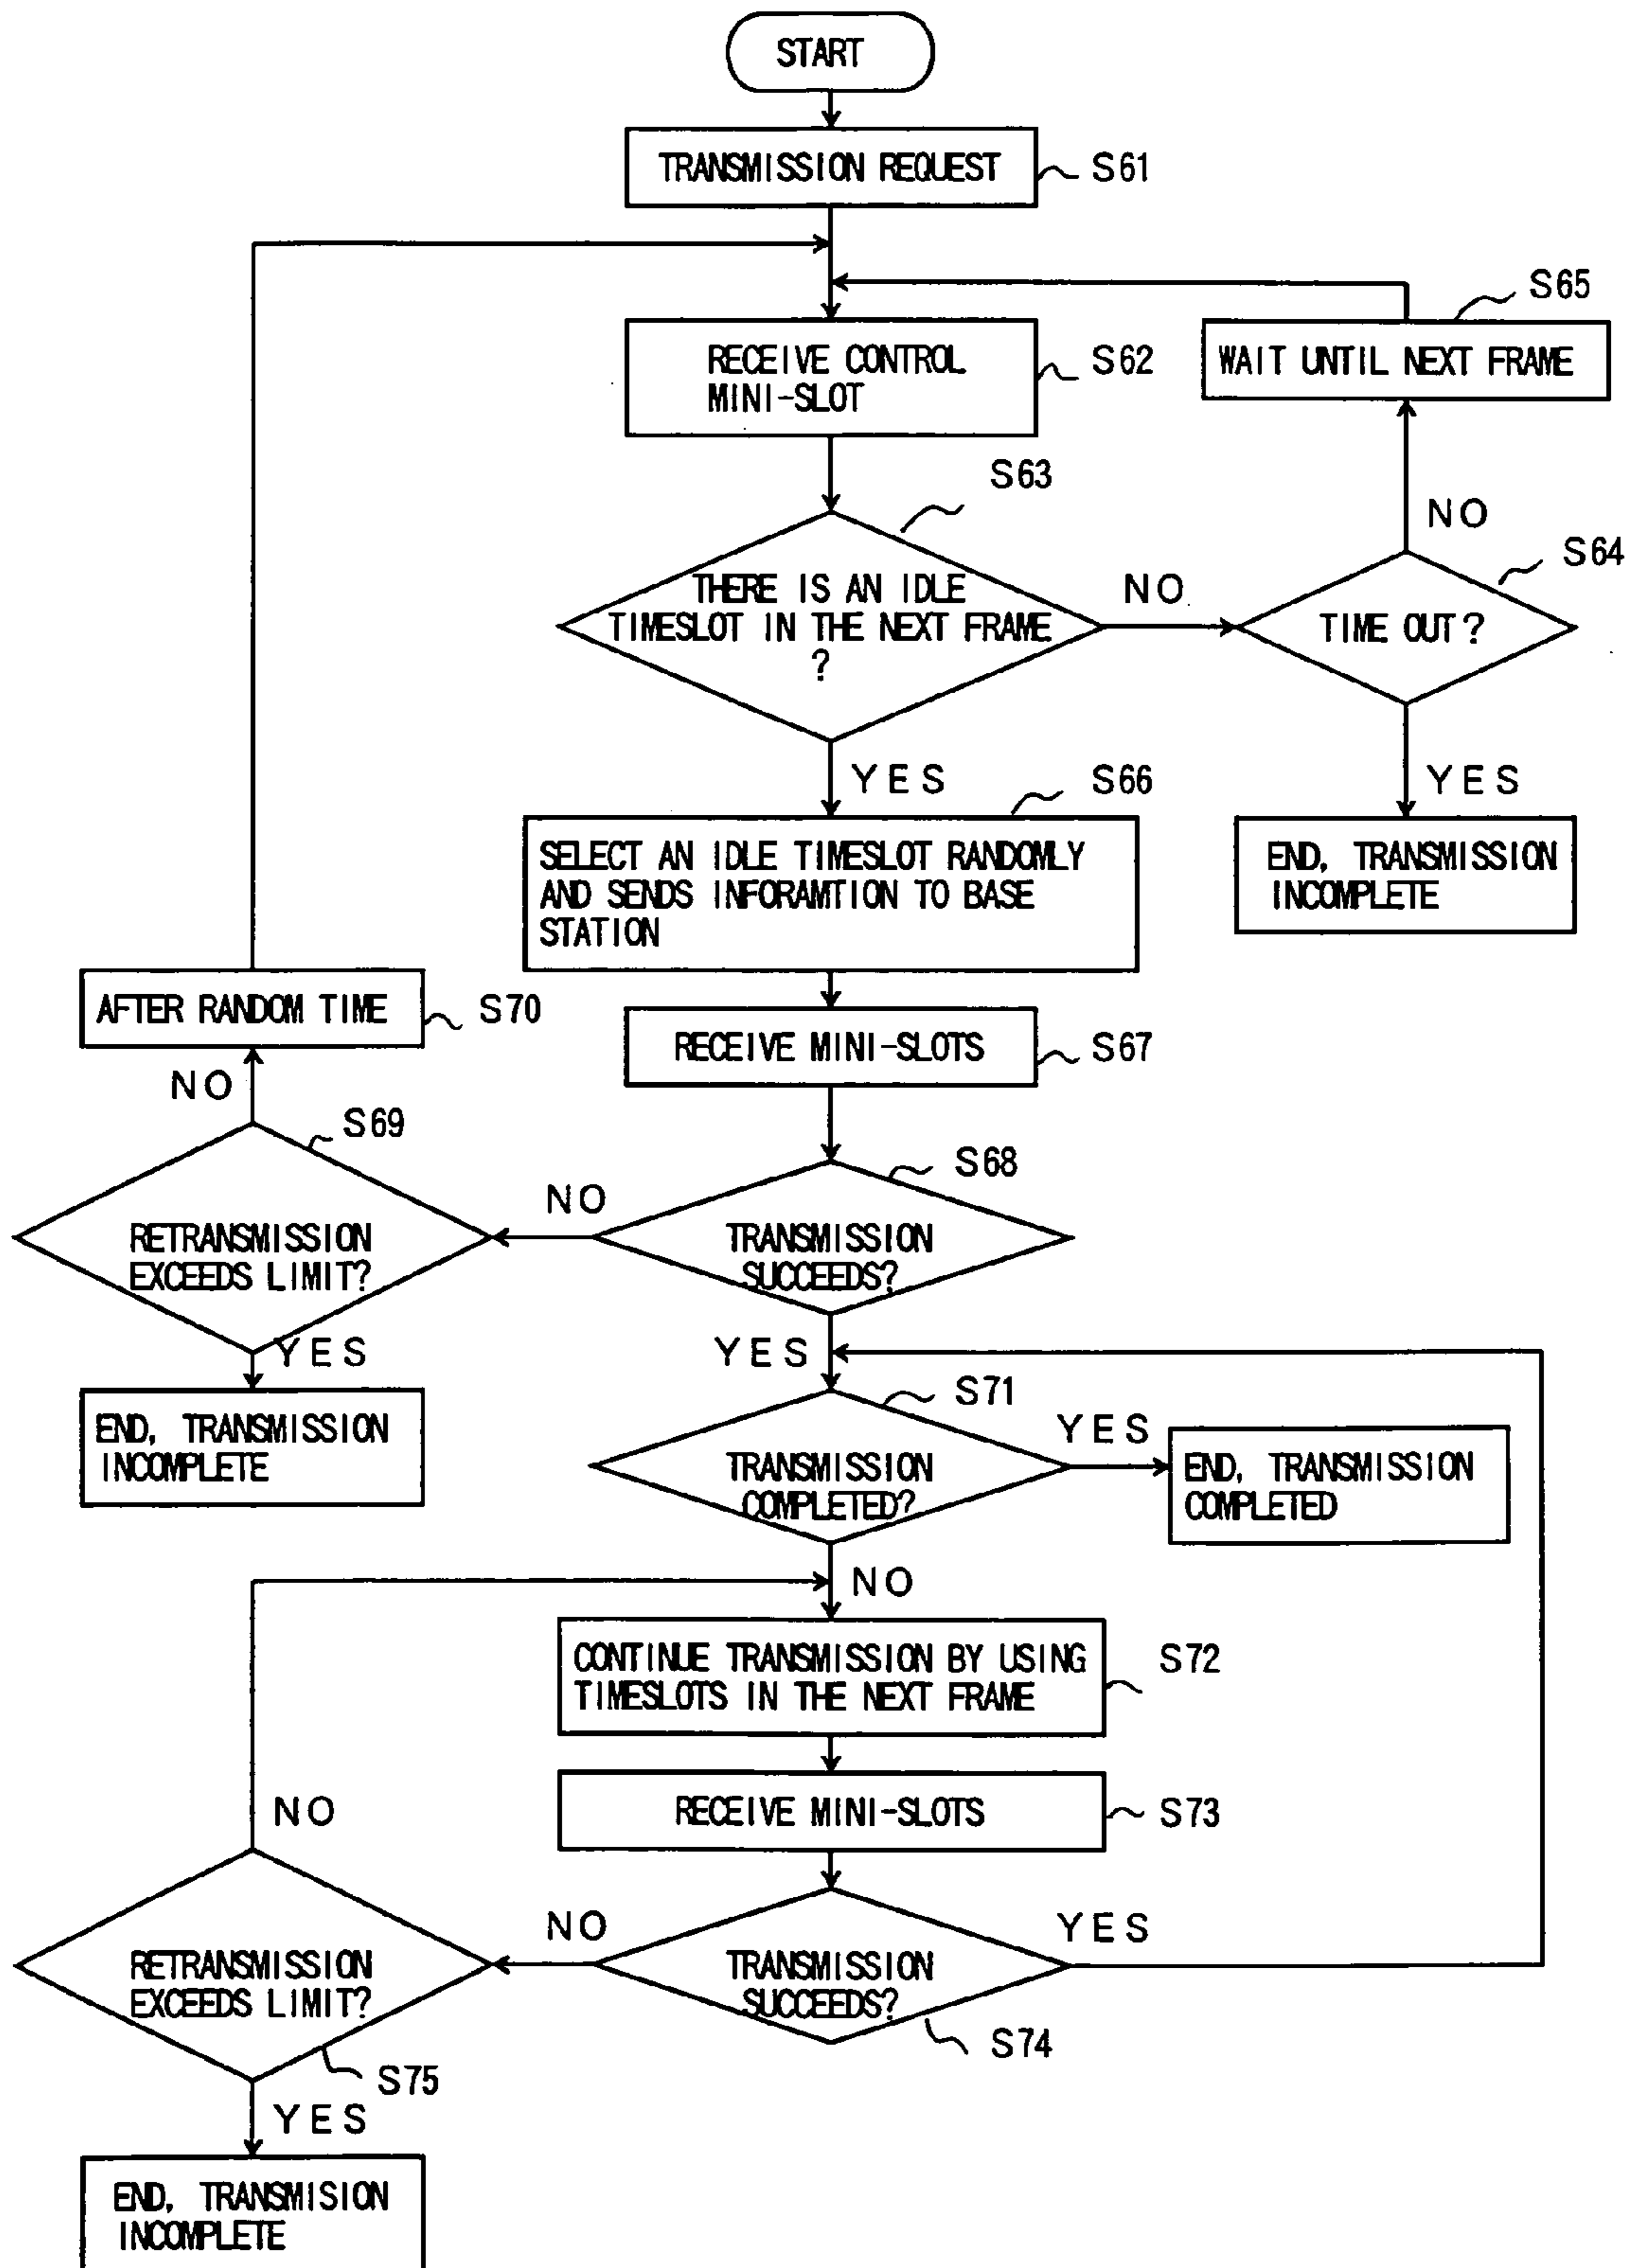 START
TRANSMISSION REQUEST
S61
S65
RECEIVE CONTROL
MINI-SLOT
S62
WAIT UNTIL NEXT FRAME
S63
NO
S64
THERE IS AN IDLE
TIMESLOT IN THE NEXT FRAME
?
NO
TIME OUT?
YES
S66
YES
SELECT AN IDLE TIMESLOT RANDOMLY
AND SENDS INFORAMTION TO BASE
STATION
END, TRANSMISSION
INCOMPLETE
AFTER RANDOM TIME
S70
RECEIVE MINI-SLOTS
S67
NO
S69
S68
NO
RETRANSMISSION
EXCEEDS LIMIT?
TRANSMISSION
SUCCEEDS?
YES
YES
S71
END, TRANSMISSION
INCOMPLETE
YES
TRANSMISSION
COMPLETED?
END, TRANSMISSION
COMPLETED
NO
CONTINUE TRANSMISSION BY USING
TIMESLOTS IN THE NEXT FRAME
S72
NO
RECEIVE MINI-SLOTS
S73
NO
YES
RETRANSMISSION
EXCEEDS LIMIT?
TRANSMISSION
SUCCEEDS?
S74
S75
YES
END, TRANSMISION
INCOMPLETE